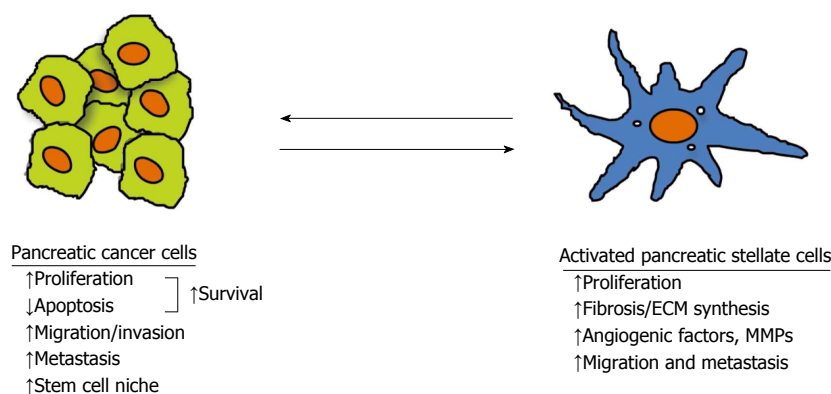 Pancreatic cancer cells
↑Proliferation
↓Apoptosis
↑Survival
↑Migration/invasion
↑Metastasis
↑Stem cell niche
Activated pancreatic stellate cells
↑Proliferation
↑Fibrosis/ECM synthesis
↑Angiogenic factors, MMPs
↑Migration and metastasis